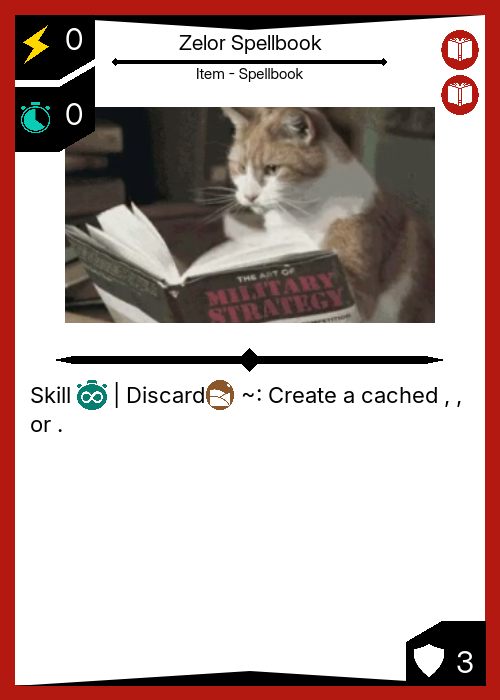 0
Zelor Spellbook
Item - Spellbook
0
THE ART OF
MILITARY
STRATEGY
Skill | Discard ~: Create a cached , ,
or .
3